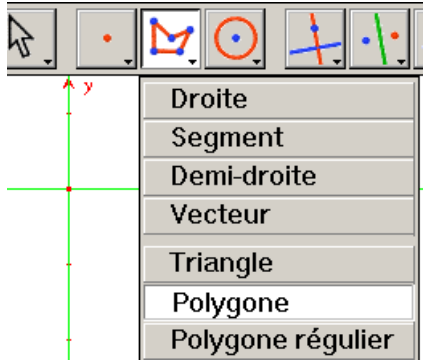 y
Droite
Segment
Demi-droite
Vecteur
Triangle
Polygone
Polygone régulier